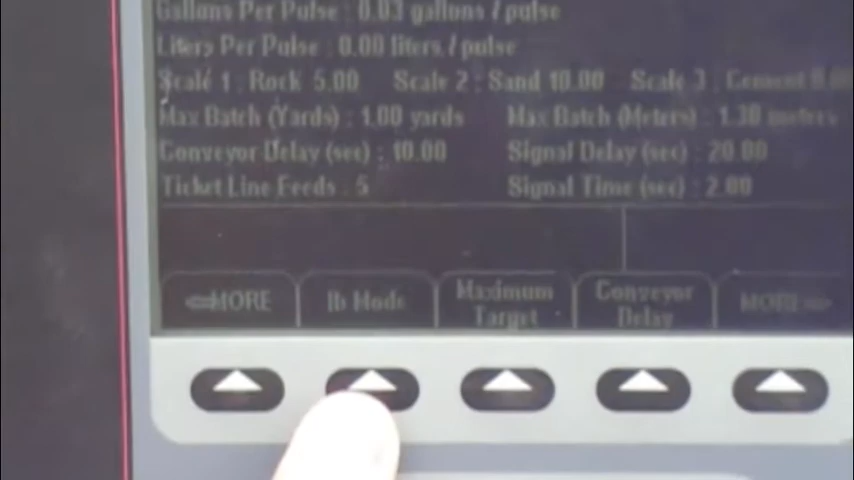 Gallons Per Pulse : 0.03 gallons / pulse
Liters Per Pulse : 0.00 liters / pulse
Scale 1 : Rock 5.00 Scale 2 : Sand 10.00 Scale 3 : Cement
Max Batch (Yards) : 1.00 yards Max Batch (Meters) : 1.30 meters
Conveyor Delay (sec) : 10.00 Signal Delay (sec) : 20.00
Ticket Line Feeds : 5 Signal Time (sec) : 2.00
⇐MORE lb Mode Maximum Target Conveyor Delay MORE⇒